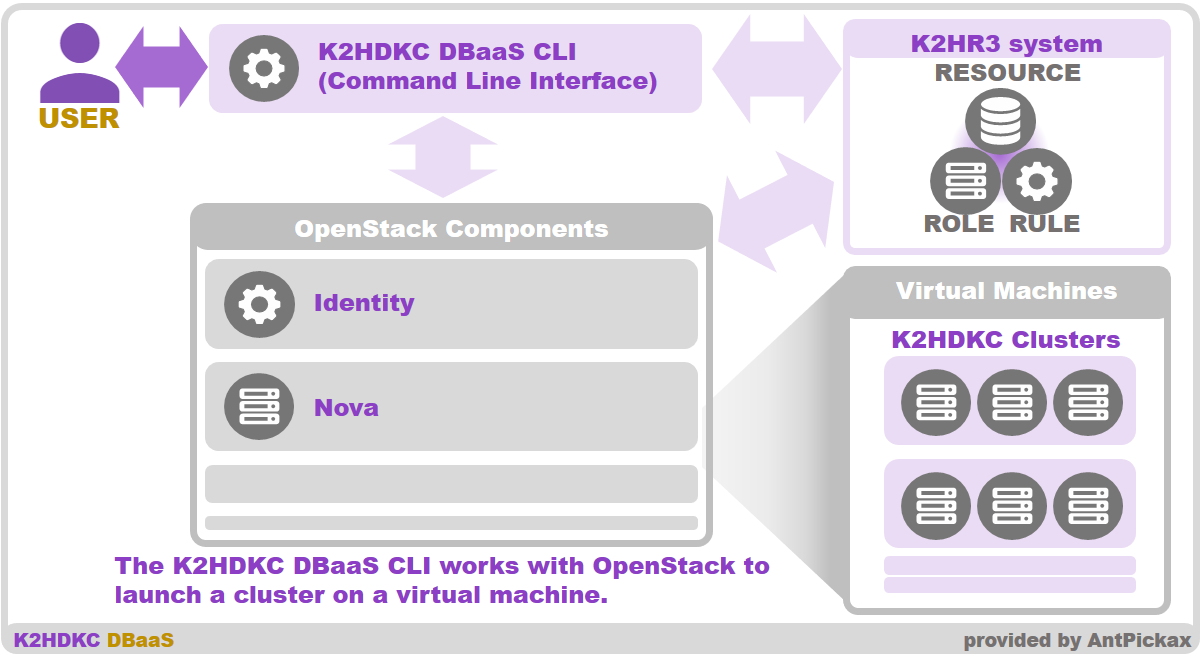 USER
K2HDKC DBaaS CLI
(Command Line Interface)
K2HR3 system
RESOURCE
ROLE RULE
OpenStack Components
Identity
Nova
Virtual Machines
K2HDKC Clusters
The K2HDKC DBaaS CLI works with OpenStack to
launch a cluster on a virtual machine.
K2HDKC DBaaS
provided by AntPickax